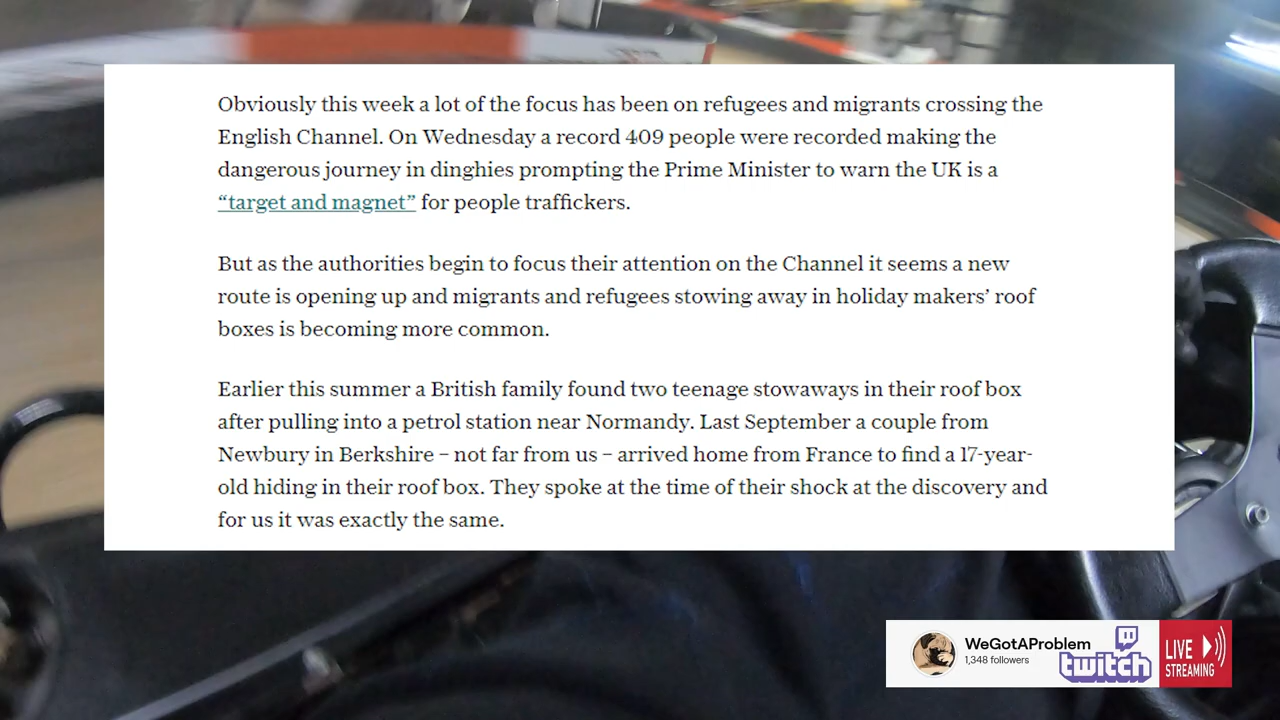 Obviously this week a lot of the focus has been on refugees and migrants crossing the
English Channel. On Wednesday a record 409 people were recorded making the
dangerous journey in dinghies prompting the Prime Minister to warn the UK is a
“target and magnet” for people traffickers.
But as the authorities begin to focus their attention on the Channel it seems a new
route is opening up and migrants and refugees stowing away in holiday makers’ roof
boxes is becoming more common.
Earlier this summer a British family found two teenage stowaways in their roof box
after pulling into a petrol station near Normandy. Last September a couple from
Newbury in Berkshire – not far from us – arrived home from France to find a 17-year-
old hiding in their roof box. They spoke at the time of their shock at the discovery and
for us it was exactly the same.
WeGotAProblem
1,348 followers
twitch
LIVE
STREAMING